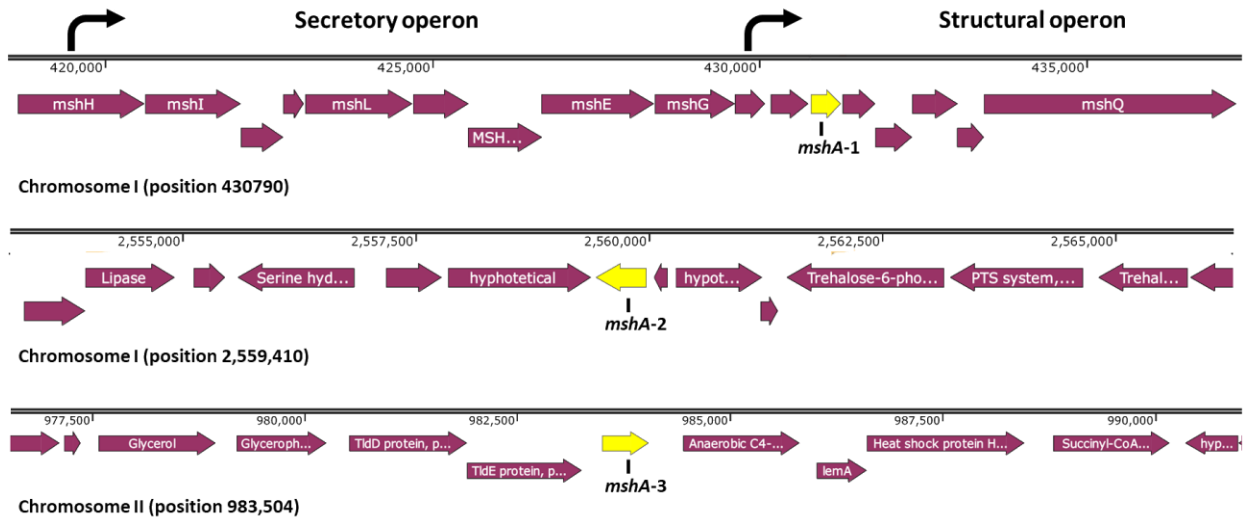 Secretory operon Structural operon
420,000 425,000 430,000 435,000
mshH mshI mshL mshE mshG mshQ
MSH...
mshA-1
Chromosome I (position 430790)
2,555,000 2,557,500 2,560,000 2,562,500 2,565,000
Lipase Serine hyd... hyphotetical hypot... Trehalose-6-pho... PTS system,... Trehal...
mshA-2
Chromosome I (position 2,559,410)
977,500 980,000 982,500 985,000 987,500 990,000
Glycerol Glyceroph... TldD protein, p... Anaerobic C4-... Heat shock protein H... Succinyl-CoA... hyp...
TldE protein, p... lemA
mshA-3
Chromosome II (position 983,504)